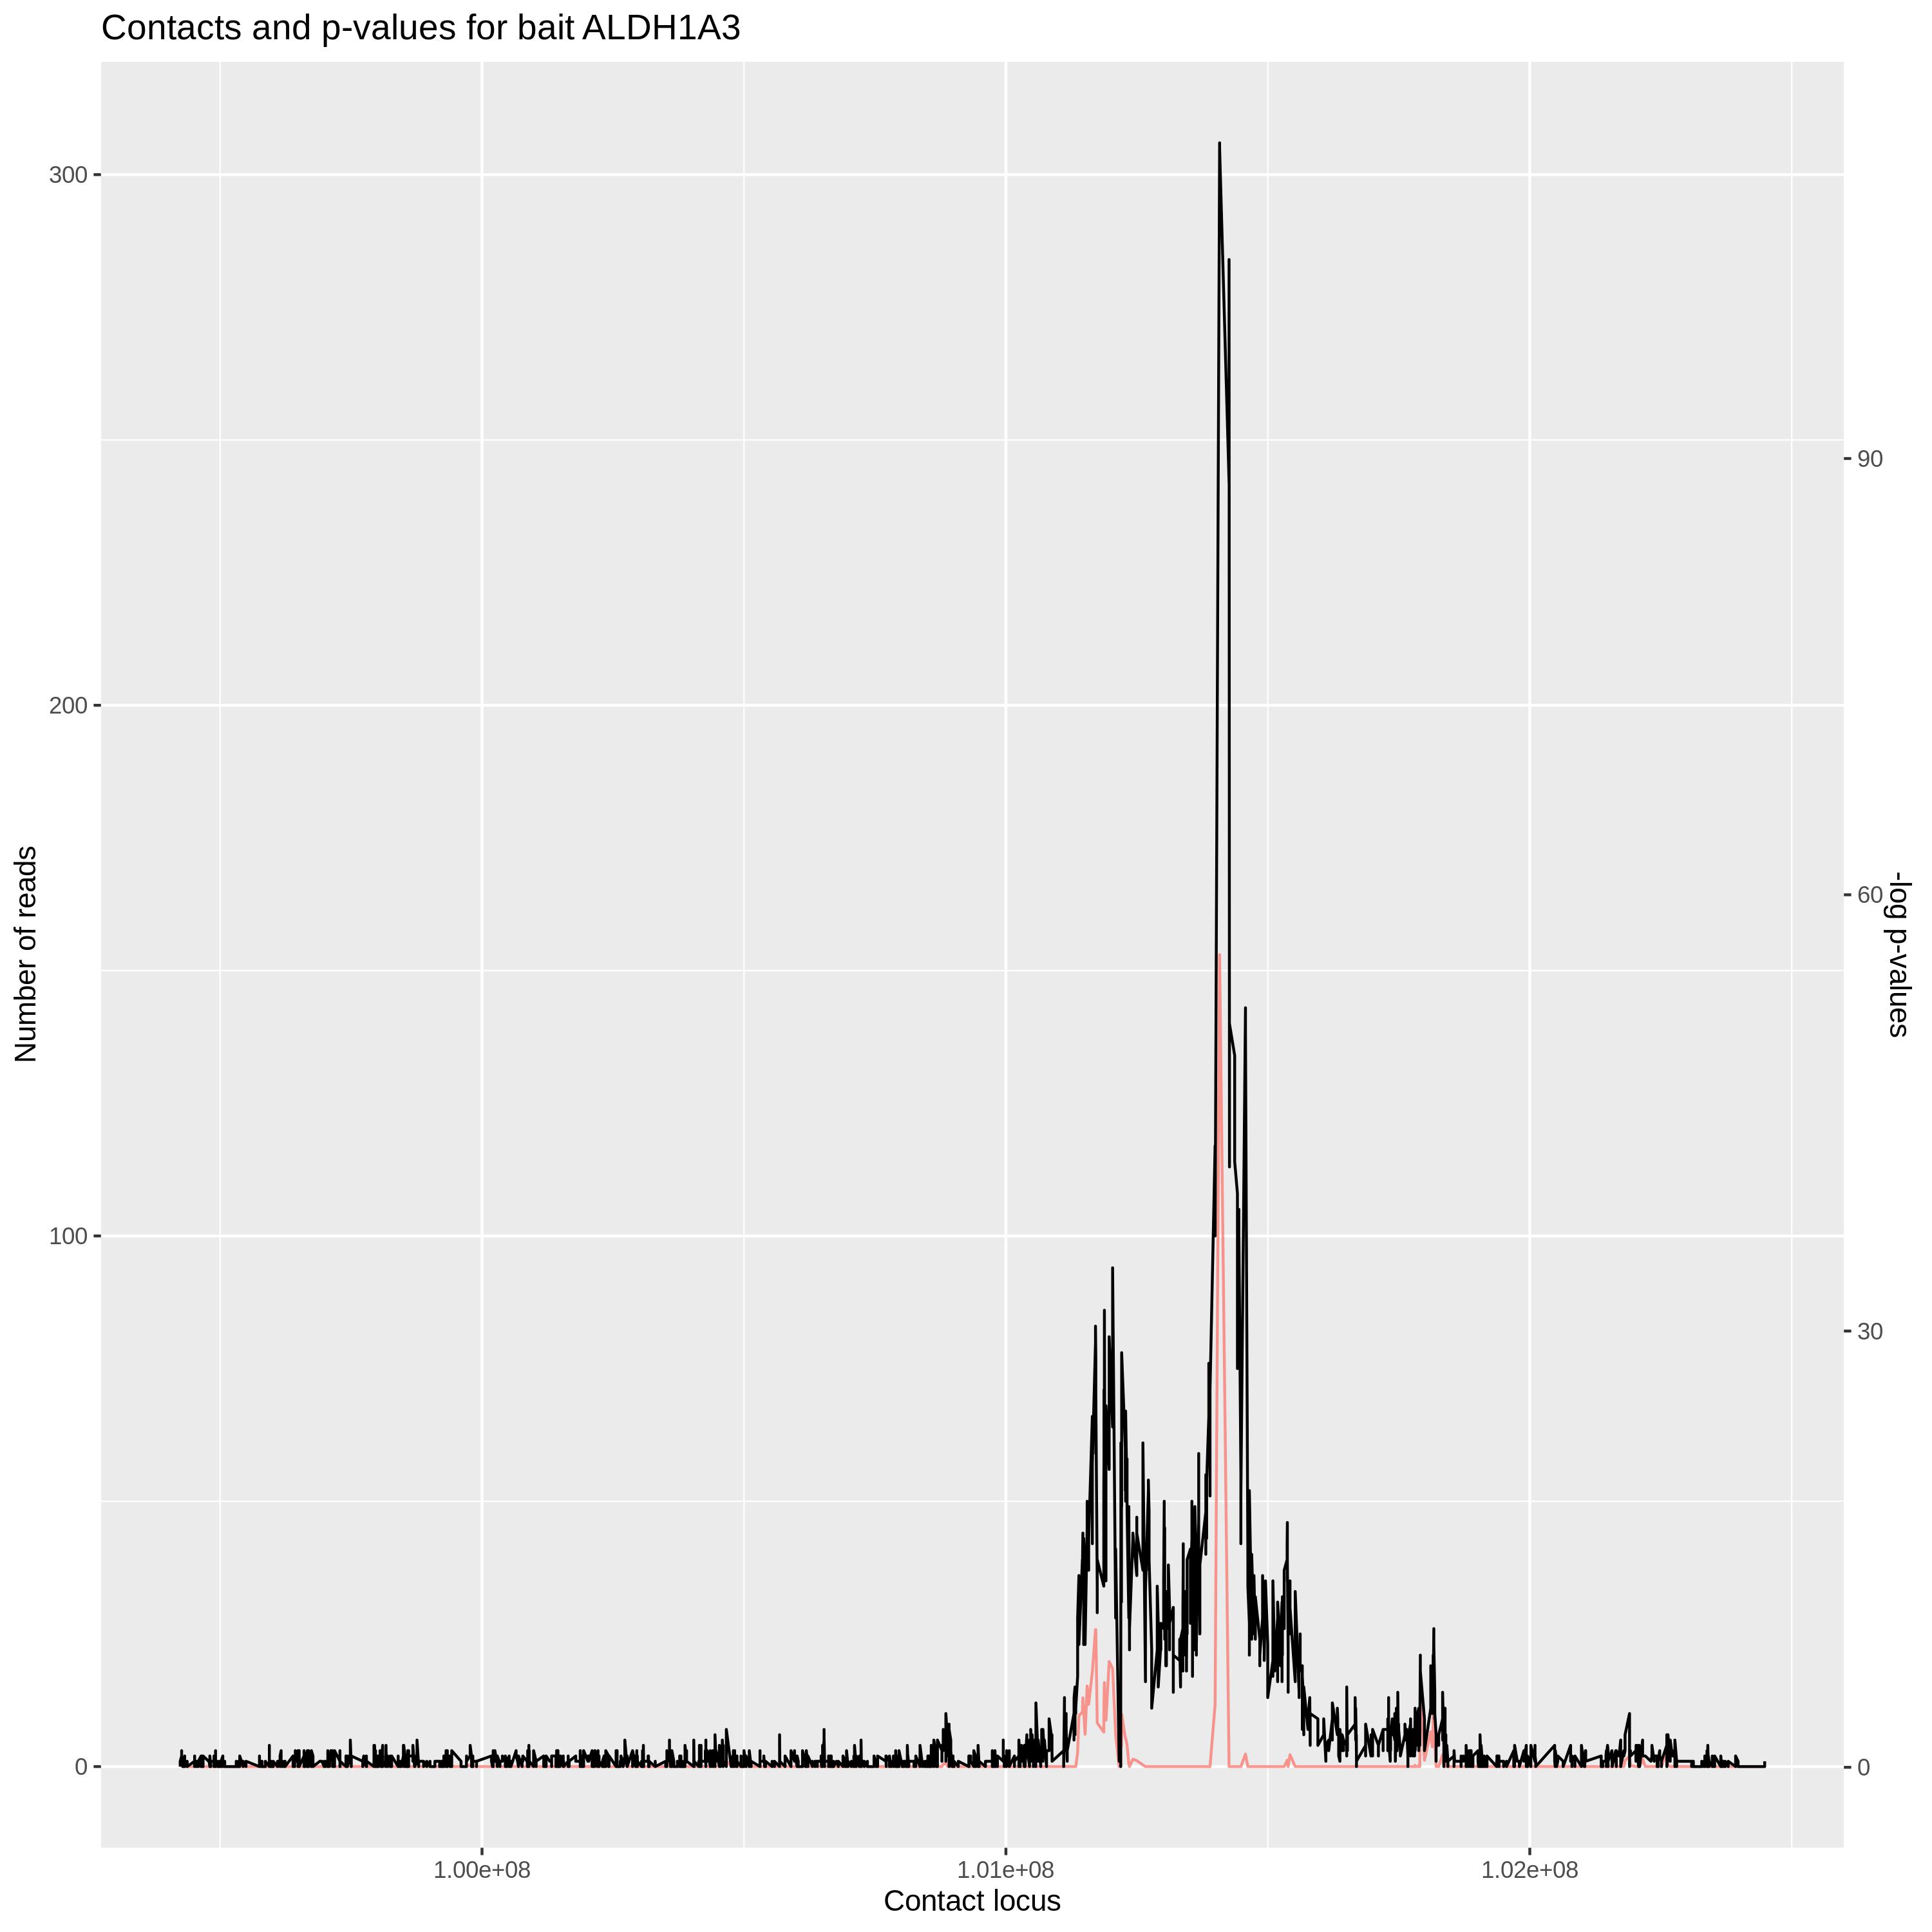 Contacts and p-values for bait ALDH1A3
300
200
100
0
Number of reads
90
60
30
0
-log p-values
1.00e+08 1.01e+08 1.02e+08
Contact locus